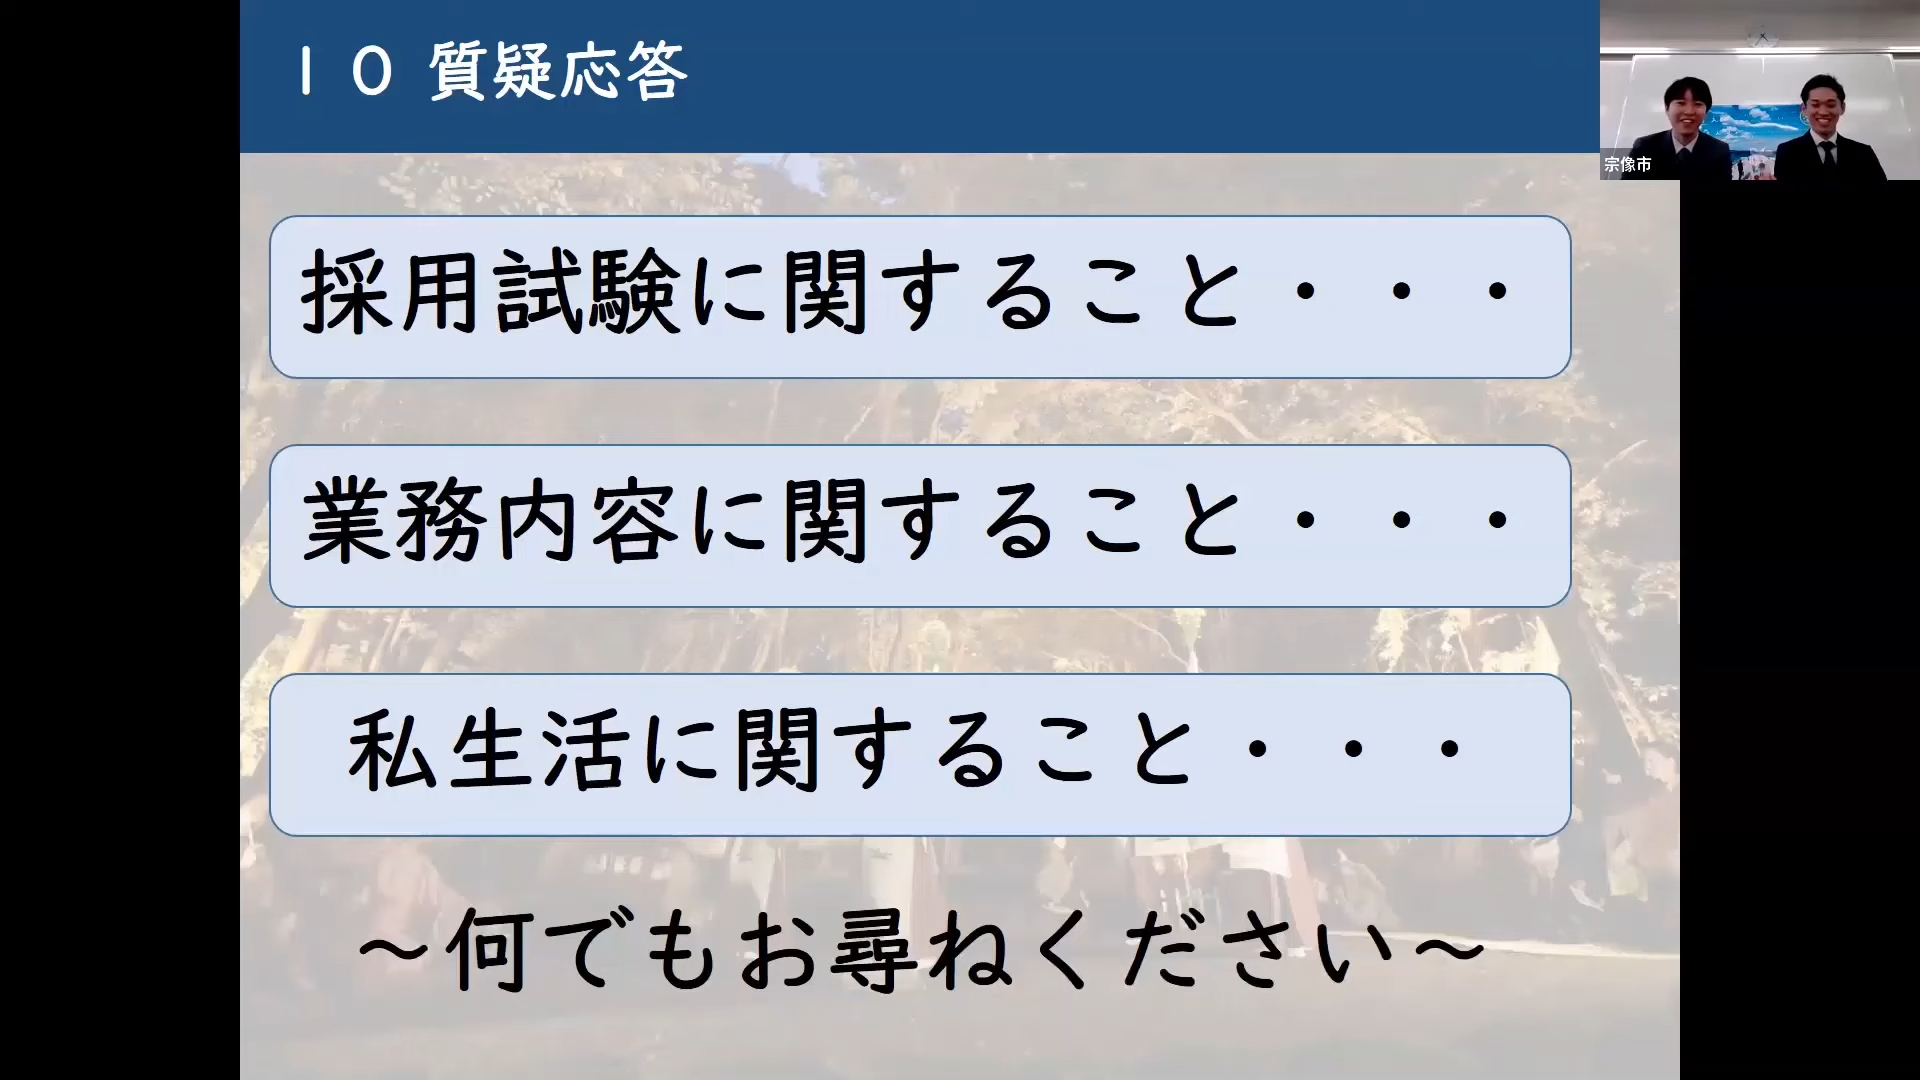 １０ 質疑応答
宗像市
採用試験に関すること・・・
業務内容に関すること・・・
私生活に関すること・・・
～何でもお尋ねください～